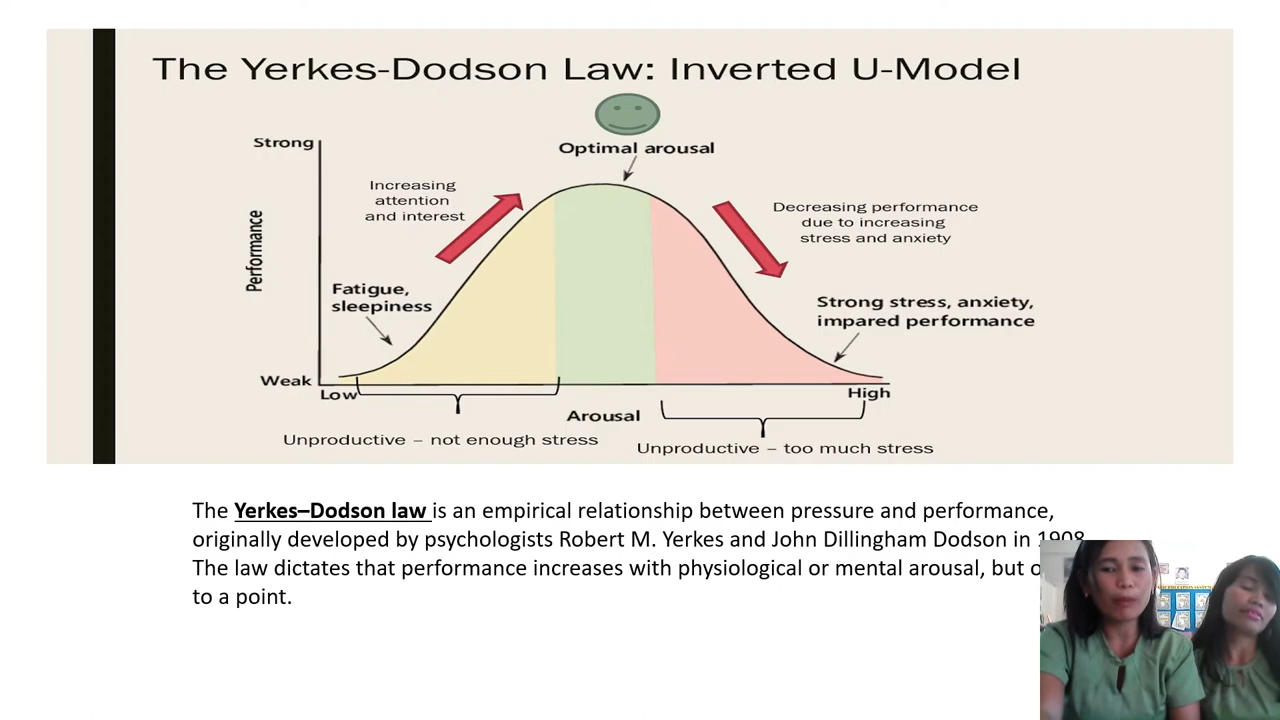 The Yerkes-Dodson Law: Inverted U-Model
Strong
Optimal arousal
Increasing
attention
and interest
Decreasing performance
due to increasing
stress and anxiety
Performance
Fatigue,
sleepiness
Strong stress, anxiety,
impared performance
Weak
Low
High
Arousal
Unproductive – not enough stress
Unproductive – too much stress
The Yerkes–Dodson law is an empirical relationship between pressure and performance,
originally developed by psychologists Robert M. Yerkes and John Dillingham Dodson in 1908
The law dictates that performance increases with physiological or mental arousal, but
to a point.